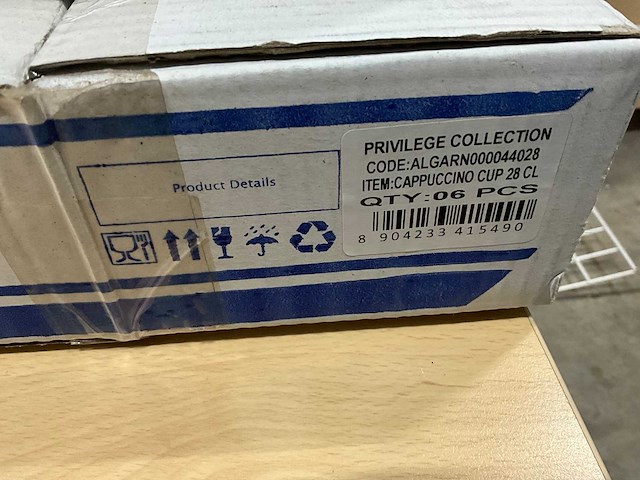 PRIVILEGE COLLECTION
CODE:ALGARN000044028
ITEM:CAPPUCCINO CUP 28 CL
QTY:06 PCS
8 904233 415490
Product Details